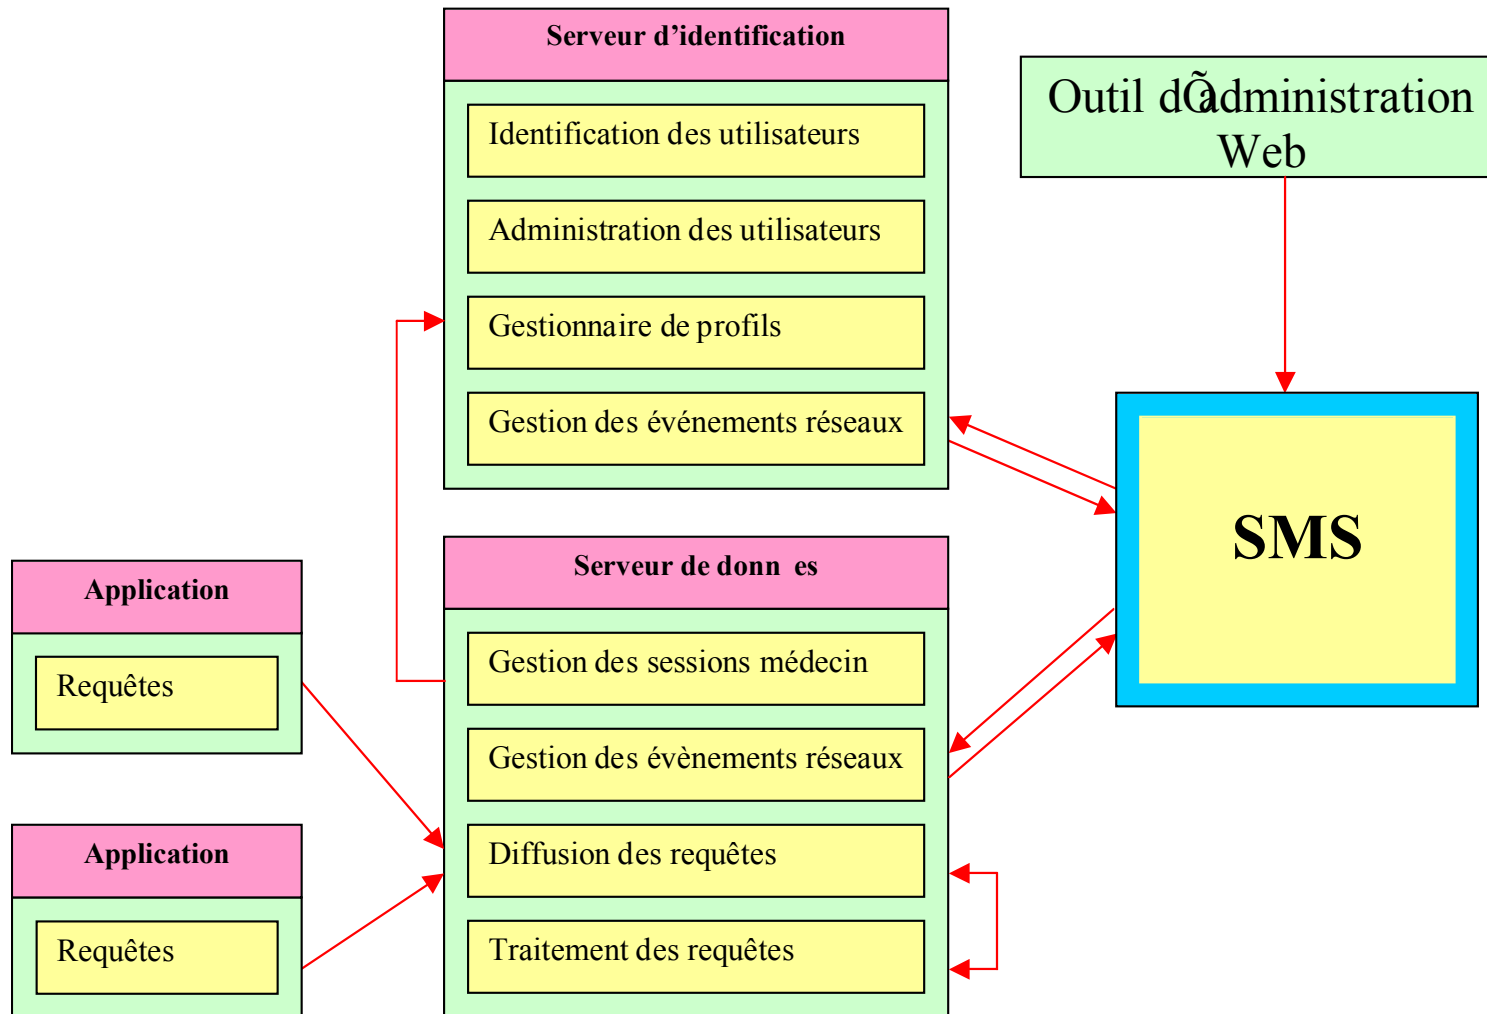 Serveur d’identification
Identification des utilisateurs
Administration des utilisateurs
Gestionnaire de profils
Gestion des événements réseaux
Outil dÕadministration
Web
SMS
Serveur de donn es
Gestion des sessions médecin
Gestion des évènements réseaux
Diffusion des requêtes
Traitement des requêtes
Application
Requêtes
Application
Requêtes